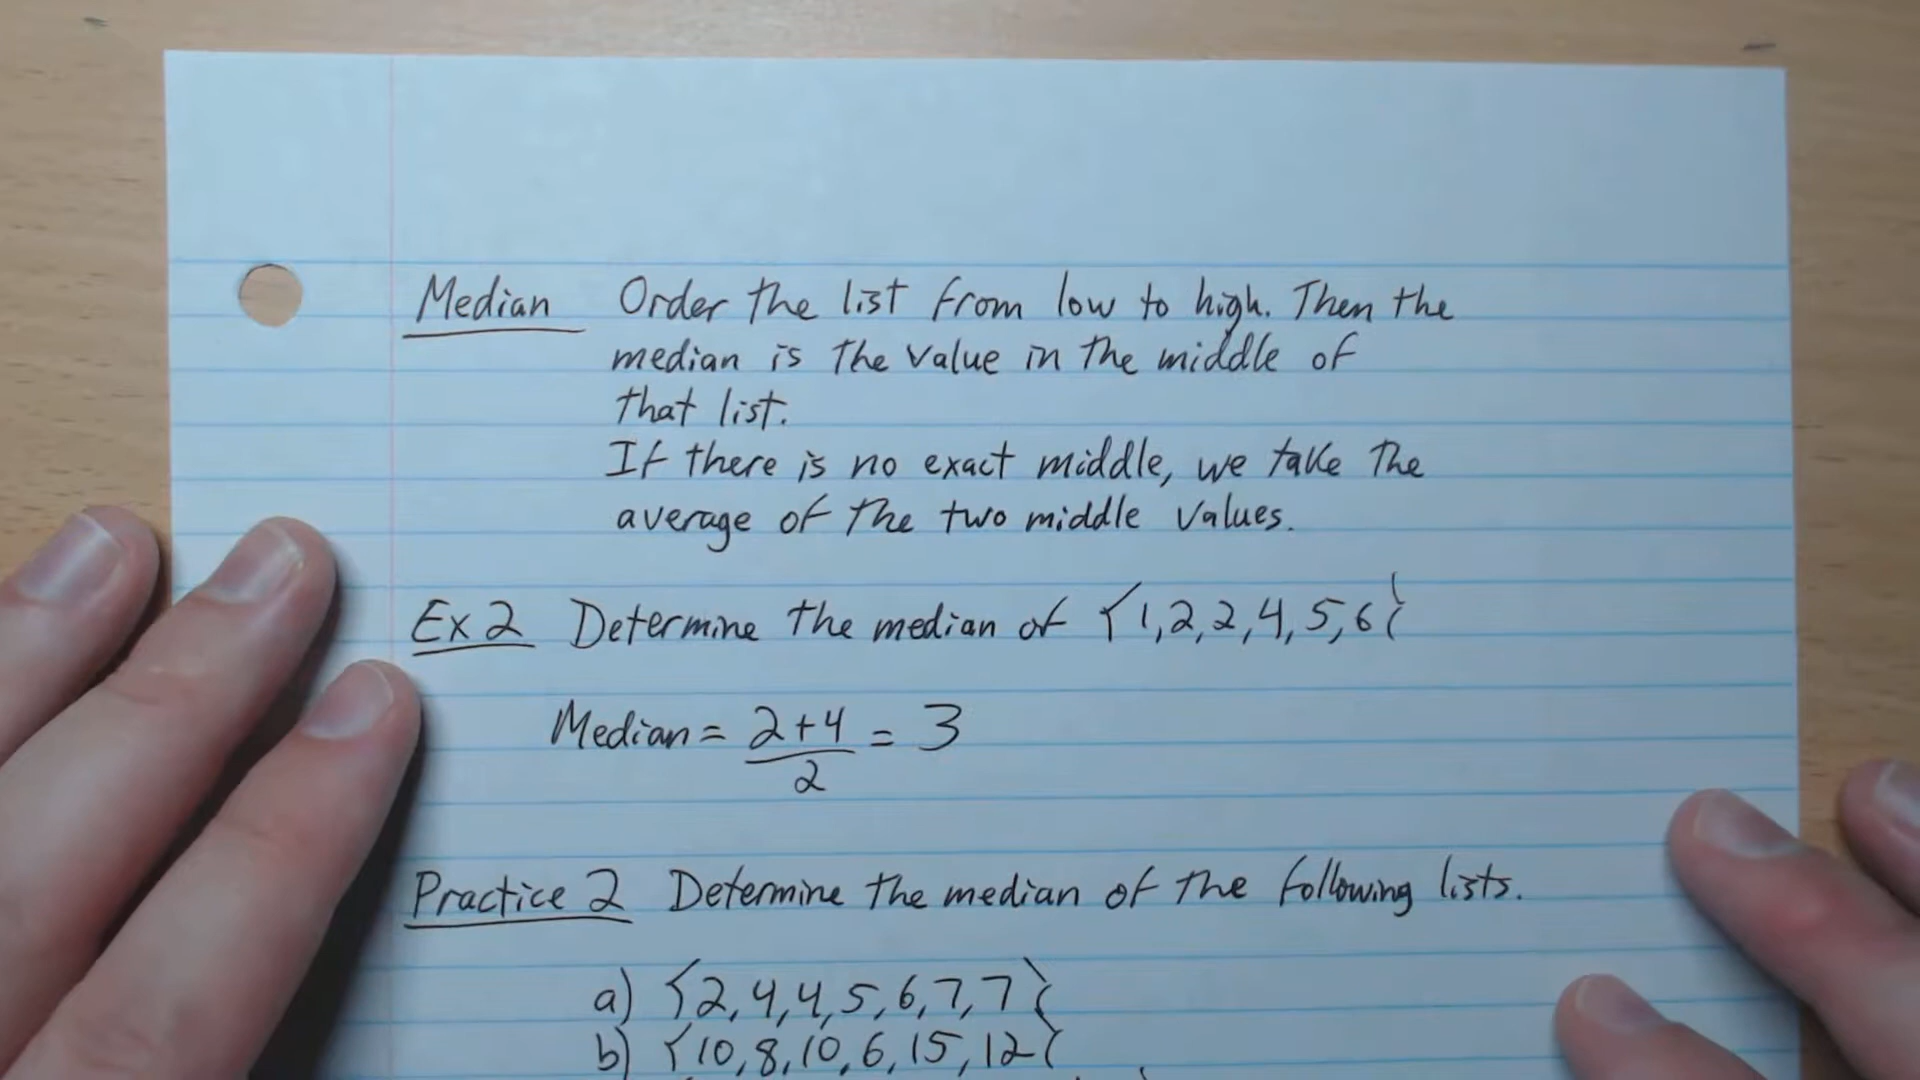 Median Order the list from low to high. Then the
median is the value in the middle of
that list.
If there is no exact middle, we take the
average of the two middle values.
Ex 2 Determine the median of {1,2,2,4,5,6}
Median = 2+4/2 = 3
Practice 2 Determine the median of the following lists.
a) {2,4,4,5,6,7,7}
b) {10,8,10,6,15,12}